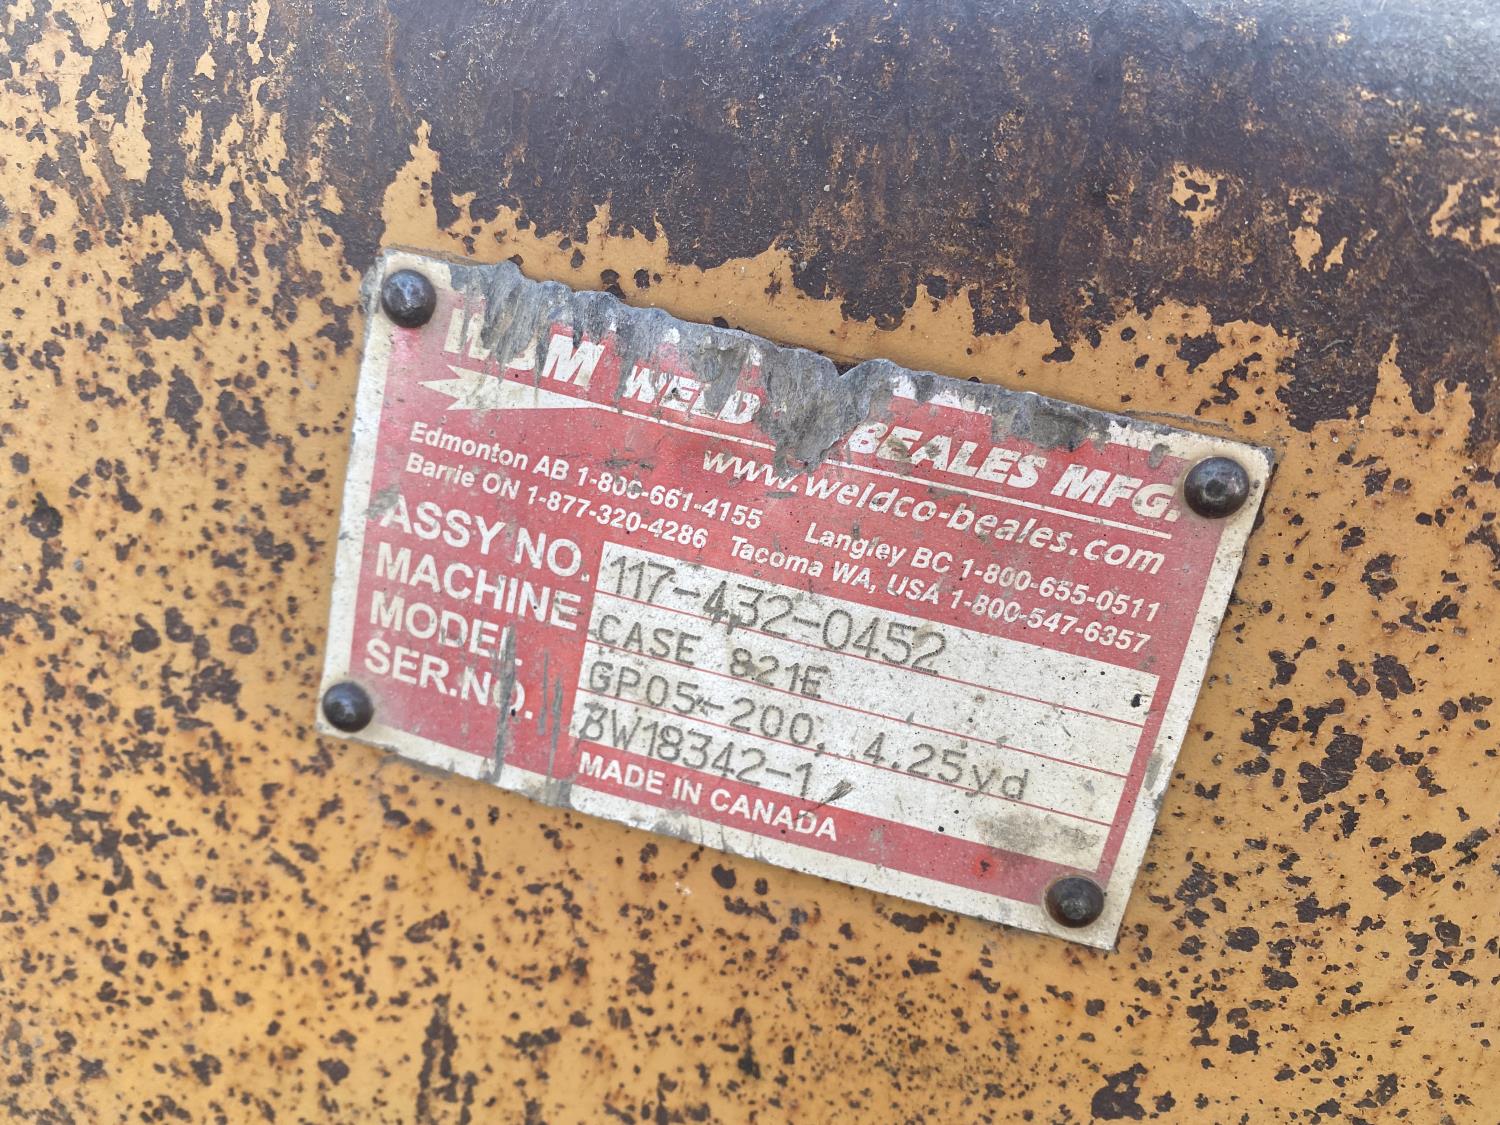 WBM WELD BEALES MFG.
www.weldco-beales.com
Edmonton AB 1-800-661-4155 Langley BC 1-800-655-0511
Barrie ON 1-877-320-4286 Tacoma WA, USA 1-800-547-6357
ASSY NO. 117-432-0452
MACHINE CASE 821E
MODEL GP05-200, 4.25yd
SER.NO. BW18342-1
MADE IN CANADA